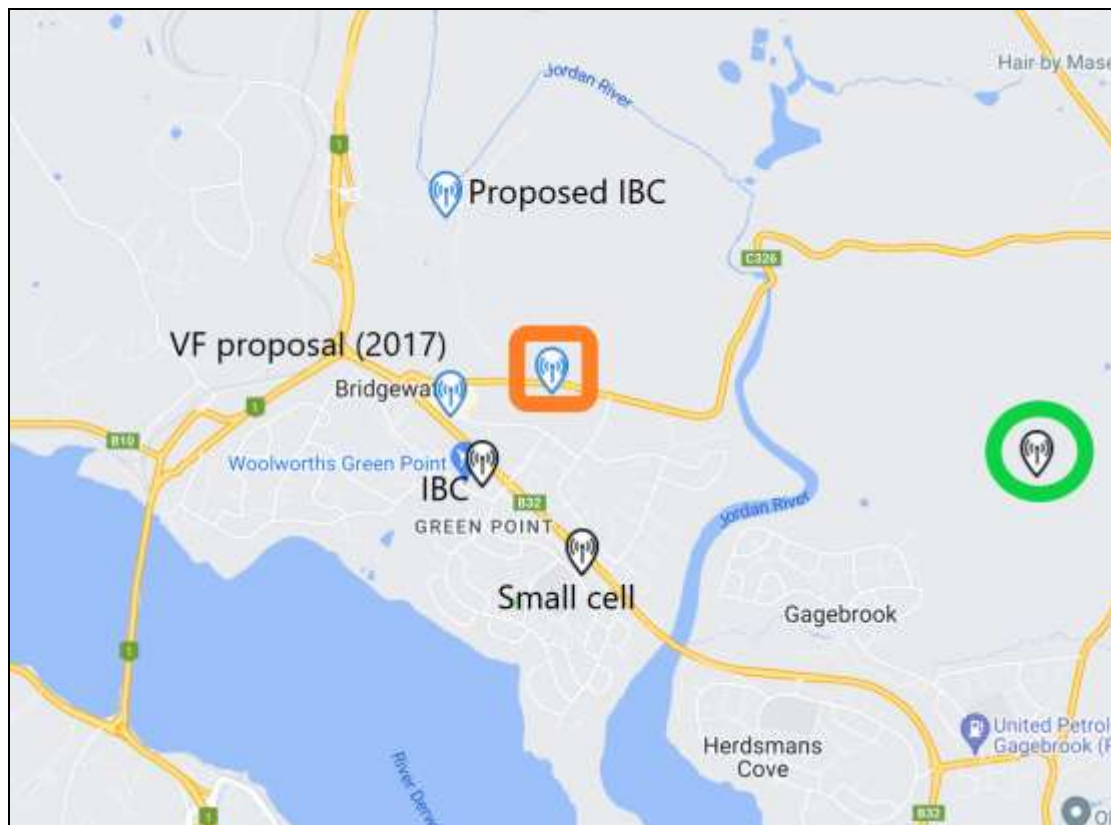 Hair by Mase
Jordan River
1
Proposed IBC
C326
VF proposal (2017)
Bridgewat
1
B10
Woolworths Green Point
IBC
B32
GREEN POINT
Jordan River
Small cell
Gagebrook
1
United Petrol
Gagebrook (F
Herdsmans
Cove
River Derw
B32
1